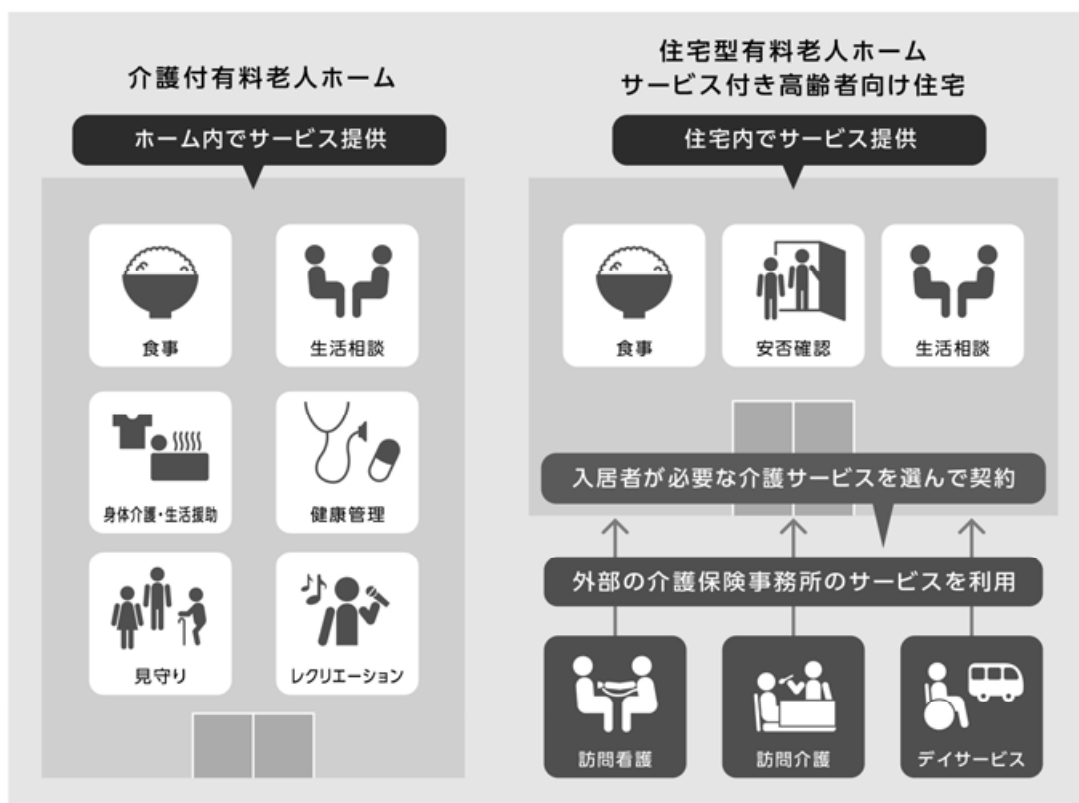 介護付有料老人ホーム
ホーム内でサービス提供
食事
生活相談
身体介護・生活援助
健康管理
見守り
レクリエーション
住宅型有料老人ホーム
サービス付き高齢者向け住宅
住宅内でサービス提供
食事
安否確認
生活相談
入居者が必要な介護サービスを選んで契約
外部の介護保険事務所のサービスを利用
訪問看護
訪問介護
デイサービス